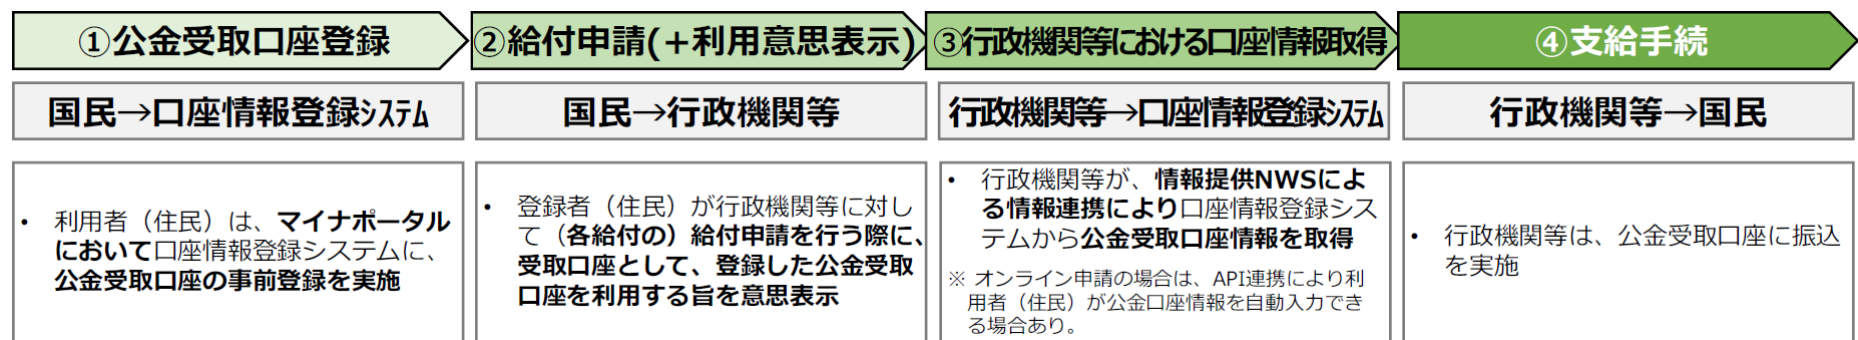 ①公金受取口座登録
②給付申請(+利用意思表示)
③行政機関等における口座情報取得
④支給手続
国民→口座情報登録システム
国民→行政機関等
行政機関等→口座情報登録システム
行政機関等→国民
• 利用者（住民）は、マイナポータル
において口座情報登録システムに、
公金受取口座の事前登録を実施
• 登録者（住民）が行政機関等に対し
て（各給付の）給付申請を行う際に、
受取口座として、登録した公金受取
口座を利用する旨を意思表示
• 行政機関等が、情報提供NWSによ
る情報連携により口座情報登録シス
テムから公金受取口座情報を取得
※ オンライン申請の場合は、API連携により利
用者（住民）が公金口座情報を自動入力でき
る場合あり。
• 行政機関等は、公金受取口座に振込
を実施